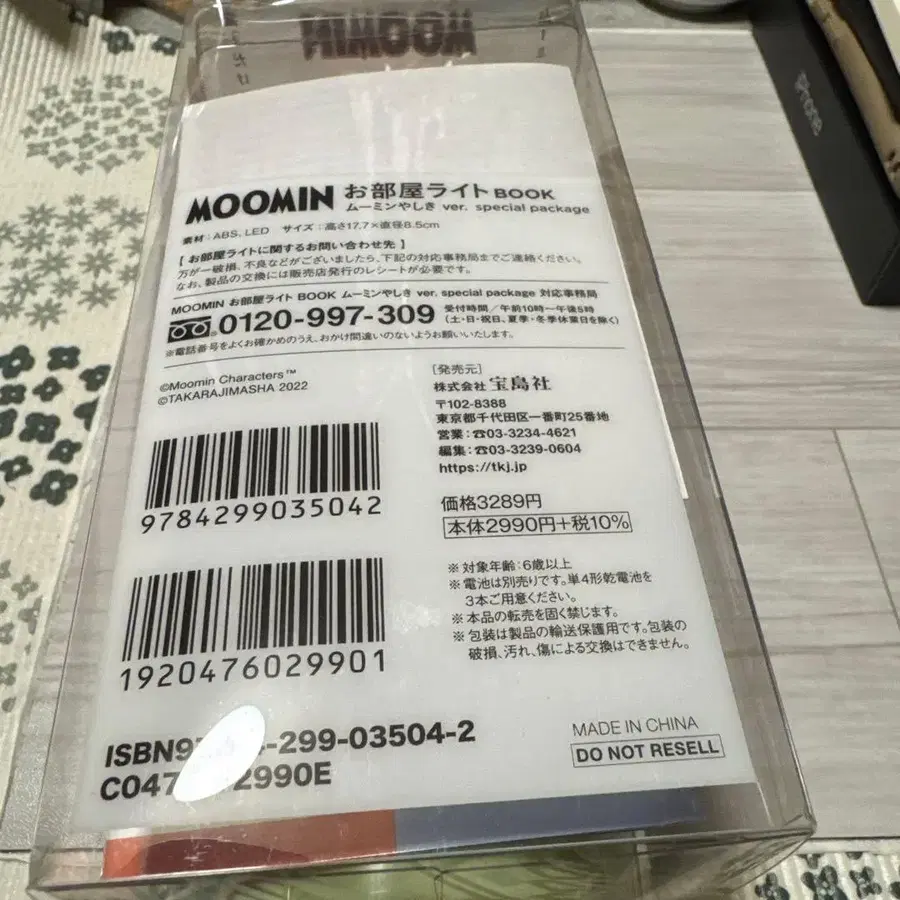 MOOMIN
MOOMIN お部屋ライト BOOK
ムーミンやしき ver. special package
素材:ABS, LED サイズ:高さ17.7×直径8.5cm
[ お部屋ライトに関するお問い合わせ先 ]
万が一破損、不良などがございましたら、下記の対応事務局までご連絡ください。
なお、製品の交換には販売店発行のレシートが必要です。
MOOMIN お部屋ライト BOOK ムーミンやしき ver. special package 対応事務局
0120-997-309 受付時間/午前10時〜午後5時
(土・日・祝日、夏季・冬季休業日を除く)
※電話番号をよくお確かめのうえ、おかけ間違いのないようお願いいたします。
©Moomin Characters™
©TAKARAJIMASHA 2022
[発売元]
株式会社 宝島社
〒102-8388
東京都千代田区一番町25番地
営業:☎03-3234-4621
編集:☎03-3239-0604
https://tkj.jp
9784299035042
価格3289円
本体2990円+税10%
1920476029901
※対象年齢:6歳以上
※電池は別売りです。単4形乾電池を
3本ご用意ください。
※本品の転売を固く禁じます。
※包装は製品の輸送保護用です。包装の
破損、汚れ、傷による交換はできません。
ISBN9 -299-03504-2
C047 2990E
MADE IN CHINA
DO NOT RESELL